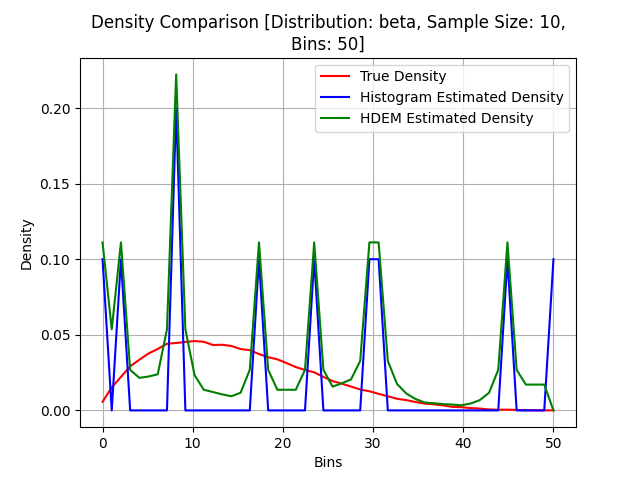 Density Comparison [Distribution: beta, Sample Size: 10,
Bins: 50]
True Density
Histogram Estimated Density
HDEM Estimated Density
Density
0.20
0.15
0.10
0.05
0.00
0 10 20 30 40 50
Bins